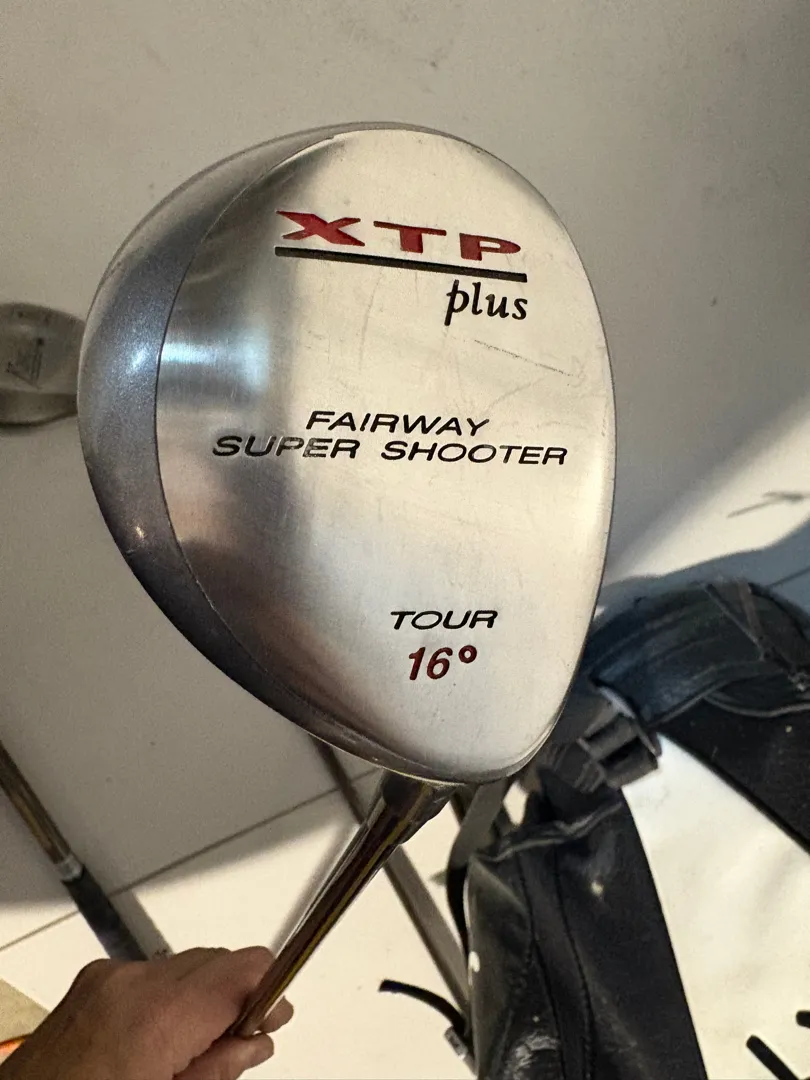 XTP
plus
FAIRWAY
SUPER SHOOTER
TOUR
16°